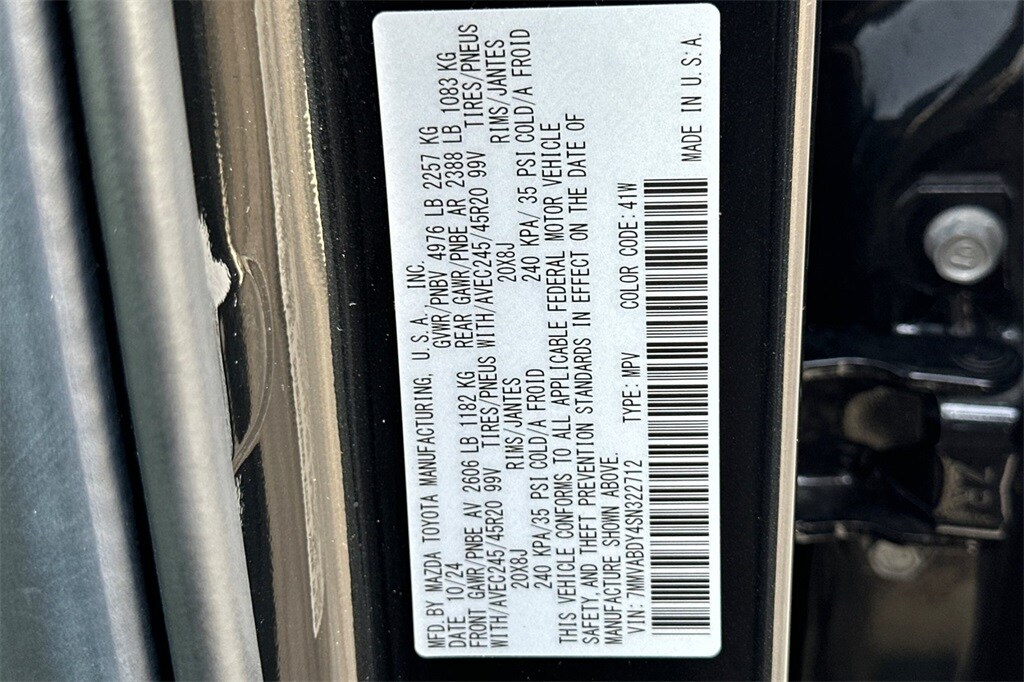 MFD. BY MAZDA TOYOTA MANUFACTURING, U. S. A., INC.
DATE 10/24 GVWR/PNBV 4976 LB 2257 KG
FRONT GAWR/PNBE AV 2606 LB 1182 KG REAR GAWR/PNBE AR 2388 LB 1083 KG
WITH/AVEC245/45R20 99V TIRES/PNEUS WITH/AVEC245/45R20 99V TIRES/PNEUS
20X8J RIMS/JANTES 20X8J RIMS/JANTES
240 KPA/35 PSI COLD/A FROID 240 KPA/ 35 PSI COLD/A FROID
THIS VEHICLE CONFORMS TO ALL APPLICABLE FEDERAL MOTOR VEHICLE
SAFETY, AND THEFT PREVENTION STANDARDS IN EFFECT ON THE DATE OF
MANUFACTURE SHOWN ABOVE.
VIN: 7MMVABDY4SN322712 TYPE: MPV COLOR CODE: 41W
MADE IN U. S. A.